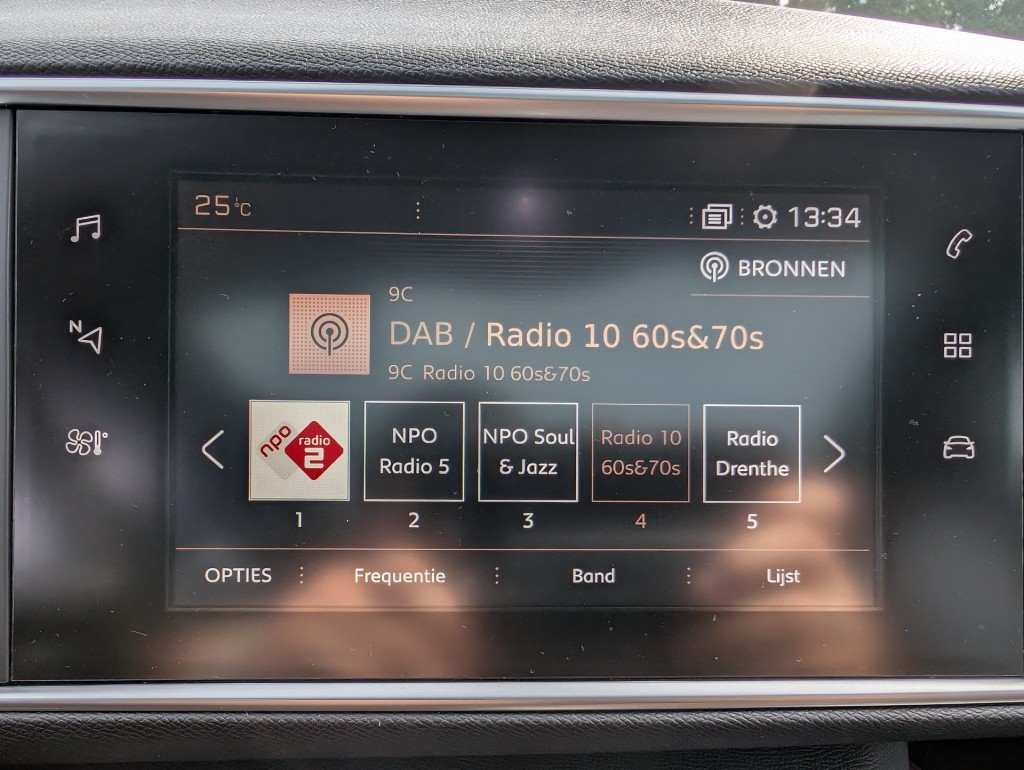 25°C
13:34
BRONNEN
9C
DAB / Radio 10 60s&70s
9C Radio 10 60s&70s
N
npo
radio
2
NPO
Radio 5
NPO Soul
& Jazz
Radio 10
60s&70s
Radio
Drenthe
1 2 3 4 5
OPTIES Frequentie Band Lijst